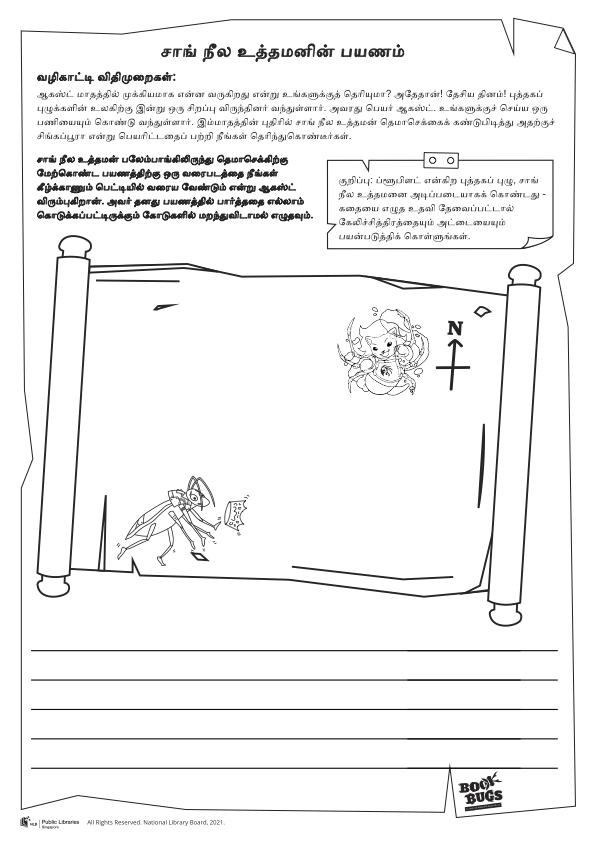 சாங் நீல உத்தமனின் பயணம்
வழிகாட்டி விதிமுறைகள்:
ஆகஸ்ட் மாதத்தில் முக்கியமாக என்ன வருகிறது என்று உங்களுக்குத் தெரியுமா? அதேதான்! தேசிய தினம்! புத்தகப்
புழுக்களின் உலகிற்கு இன்று ஒரு சிறப்பு விருந்தினர் வந்துள்ளார். அவரது பெயர் ஆகஸ்ட். உங்களுக்குச் செய்ய ஒரு
பணியையும் கொண்டு வந்துள்ளார். இம்மாதத்தின் புதிரில் சாங் நீல உத்தமன் தெமாசெக்கைக் கண்டுபிடித்து அதற்குச்
சிங்கப்பூரா என்று பெயரிட்டதைப் பற்றி நீங்கள் தெரிந்துகொண்டீர்கள்.
சாங் நீல உத்தமன் பலேம்பாங்கிலிருந்து தெமாசெக்கிற்கு
மேற்கொண்ட பயணத்திற்கு ஒரு வரைபடத்தை நீங்கள்
கீழ்க்காணும் பெட்டியில் வரைய வேண்டும் என்று ஆகஸ்ட்
விரும்புகிறான். அவர் தனது பயணத்தில் பார்த்ததை எல்லாம்
கொடுக்கப்பட்டிருக்கும் கோடுகளில் மறந்துவிடாமல் எழுதவும்.
குறிப்பு: ப்ளூபிளட் என்கிற புத்தகப் புழு, சாங்
நீல உத்தமனை அடிப்படையாகக் கொண்டது -
கதையை எழுத உதவி தேவைப்பட்டால்
கேலிச்சித்திரத்தையும் அட்டையையும்
பயன்படுத்திக் கொள்ளுங்கள்.
N
BOOK
BUGS
NLB Public Libraries
Singapore
All Rights Reserved. National Library Board, 2021.